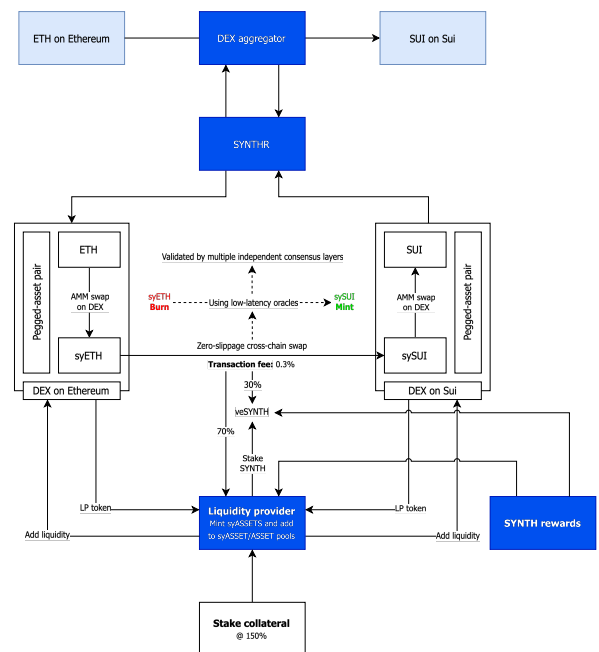 ETH on Ethereum
DEX aggregator
SUI on Sui
SYNTHR
Pegged-asset pair
ETH
AMM swap
on DEX
syETH
DEX on Ethereum
Validated by multiple independent consensus layers
syETH
Burn
Using low-latency oracles
sySUI
Mint
Zero-slippage cross-chain swap
Transaction fee: 0.3%
SUI
AMM swap
on DEX
sySUI
Pegged-asset pair
DEX on Sui
30%
veSYNTH
70%
Stake
SYNTH
LP token
Liquidity provider
Mint syASSETS and add
to syASSET/ASSET pools
LP token
SYNTH rewards
Add liquidity
Add liquidity
Stake collateral
@ 150%